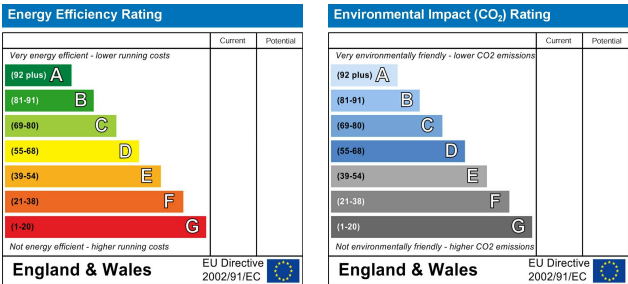 Energy Efficiency Rating
Current Potential
Very energy efficient - lower running costs
(92 plus) A
(81-91) B
(69-80) C
(55-68) D
(39-54) E
(21-38) F
(1-20) G
Not energy efficient - higher running costs
England & Wales
EU Directive
2002/91/EC
Environmental Impact (CO₂) Rating
Current Potential
Very environmentally friendly - lower CO2 emissions
(92 plus) A
(81-91) B
(69-80) C
(55-68) D
(39-54) E
(21-38) F
(1-20) G
Not environmentally friendly - higher CO2 emissions
England & Wales
EU Directive
2002/91/EC